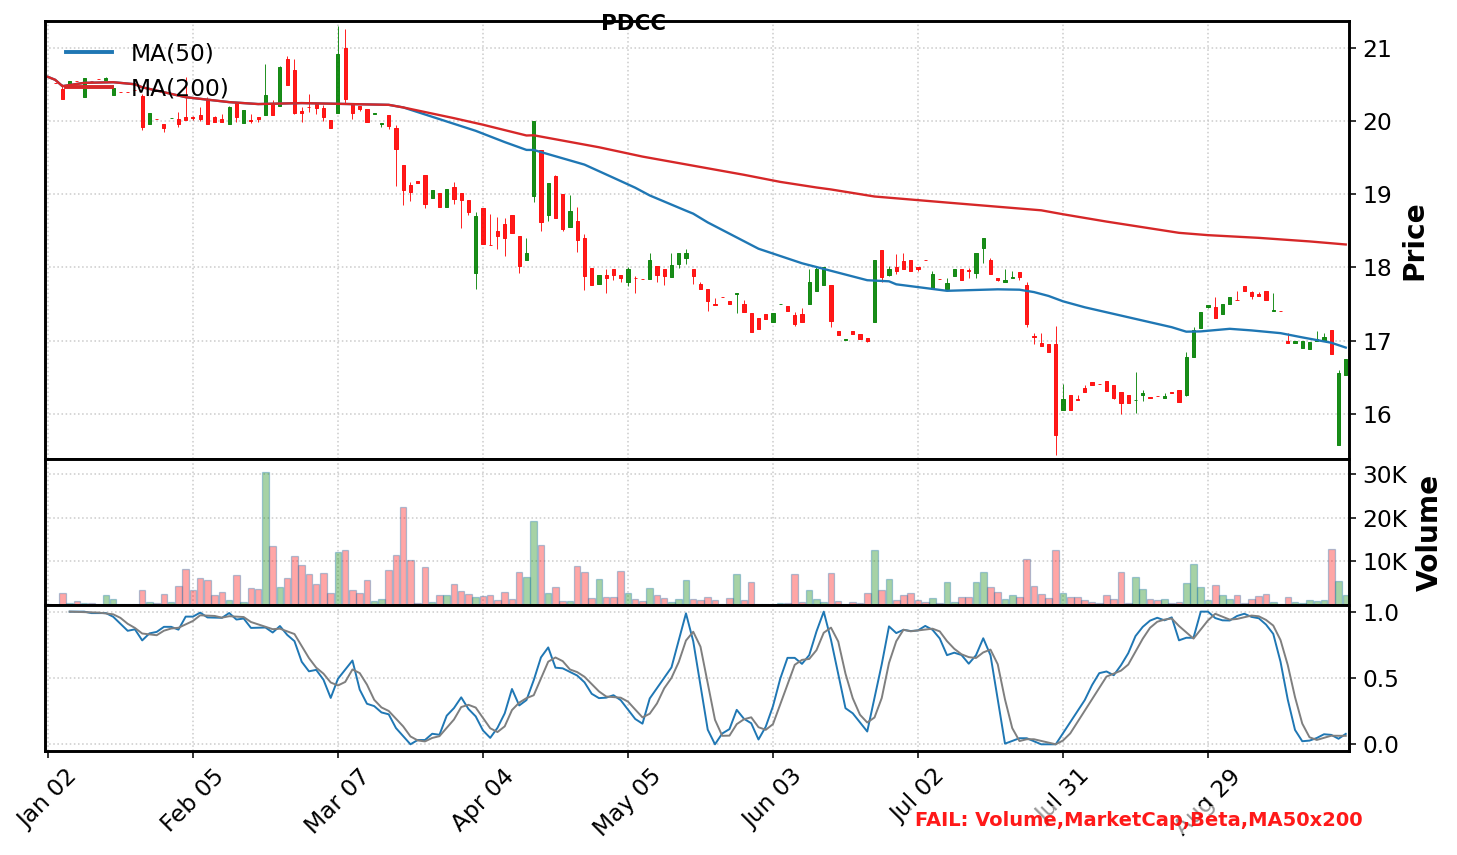 PDCC
MA(50)
MA(200)
21
20
19
18
17
16
Price
30K
20K
10K
Volume
1.0
0.5
0.0
Jan 02
Feb 05
Mar 07
Apr 04
May 05
Jun 03
Jul 02
Jul 31
Aug 29
FAIL: Volume,MarketCap,Beta,MA50x200